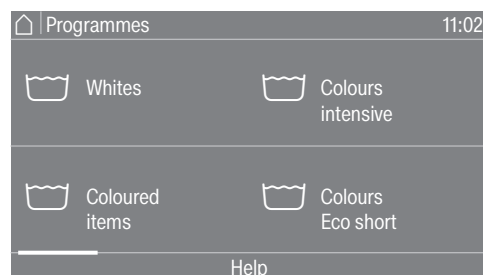 Programmes 11:02
Whites
Colours
intensive
Coloured
items
Colours
Eco short
Help